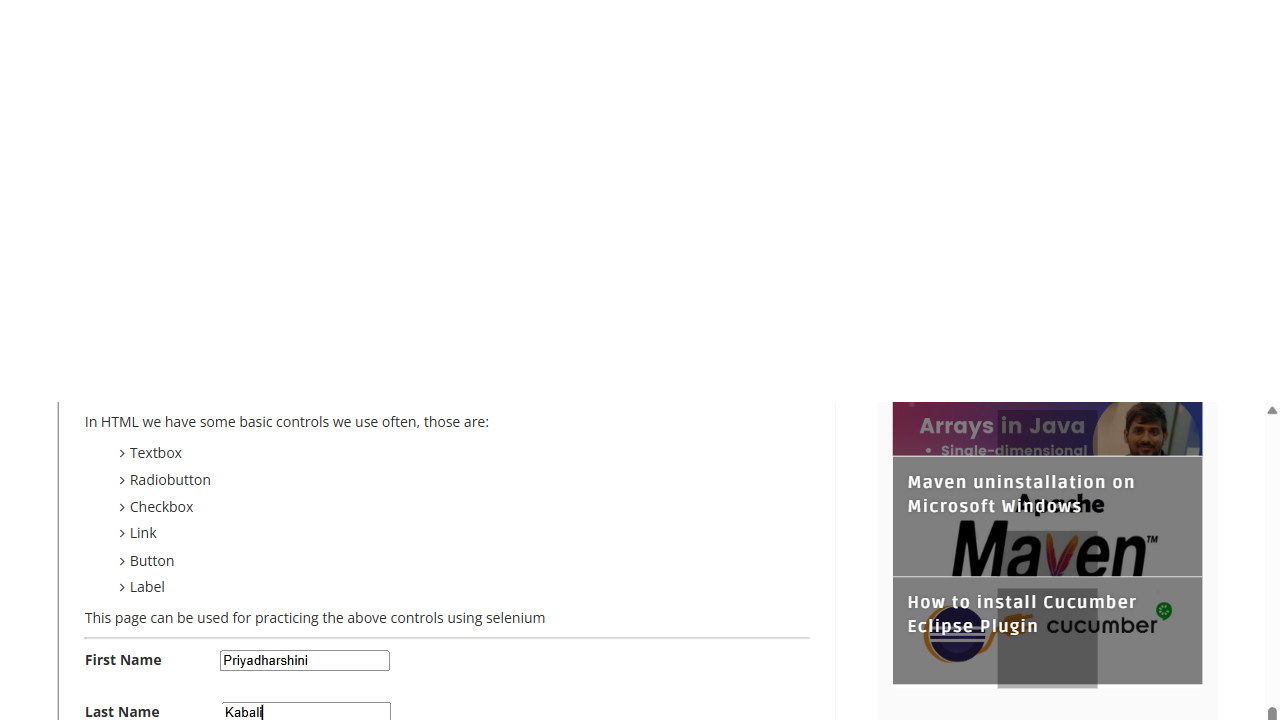 In HTML we have some basic controls we use often, those are:
Textbox
Radiobutton
Checkbox
Link
Button
Label
This page can be used for practicing the above controls using selenium
First Name
Priyadharshini
Last Name
Kabali
Arrays in Java
• Single-dimensional
Maven uninstallation on
Microsoft Windows
Apache
Maven™
How to install Cucumber
Eclipse Plugin
cucumber